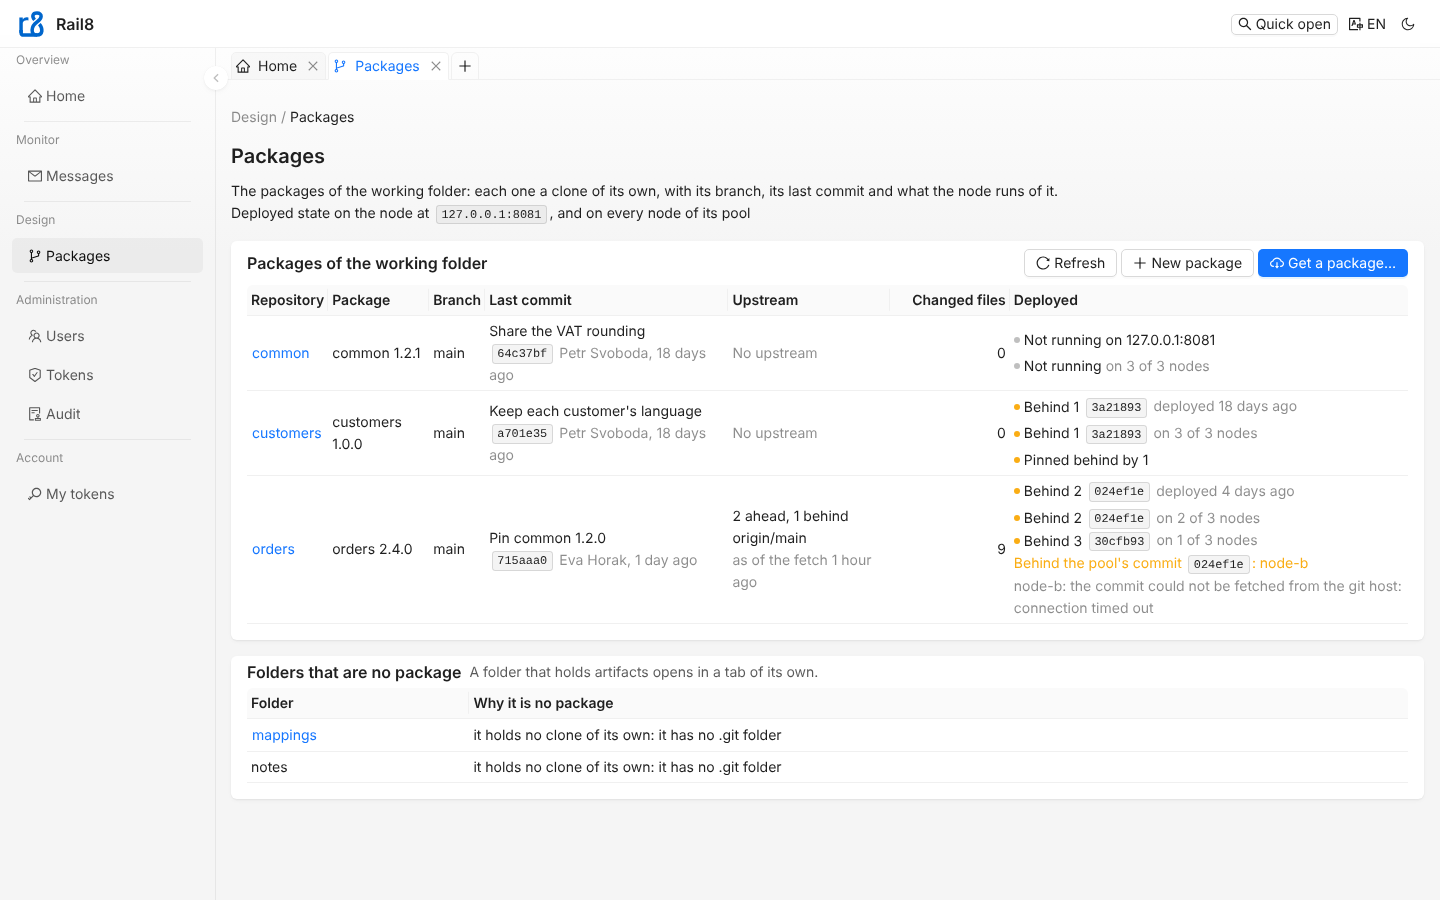 Rail8
Quick open
EN
Overview
Home
Monitor
Messages
Design
Packages
Administration
Users
Tokens
Audit
Account
My tokens
Home
Packages
Design / Packages
Packages
The packages of the working folder: each one a clone of its own, with its branch, its last commit and what the node runs of it.
Deployed state on the node at 127.0.0.1:8081, and on every node of its pool
Packages of the working folder
Refresh
New package
Get a package...
Repository Package Branch Last commit Upstream Changed files Deployed
common
common 1.2.1
main
Share the VAT rounding
64c37bf Petr Svoboda, 18 days
ago
No upstream
0
Not running on 127.0.0.1:8081
Not running on 3 of 3 nodes
customers
customers
1.0.0
main
Keep each customer's language
a701e35 Petr Svoboda, 18 days
ago
No upstream
0
Behind 1 3a21893 deployed 18 days ago
Behind 1 3a21893 on 3 of 3 nodes
Pinned behind by 1
orders
orders 2.4.0
main
Pin common 1.2.0
715aaa0 Eva Horak, 1 day ago
2 ahead, 1 behind
origin/main
as of the fetch 1 hour
ago
9
Behind 2 024ef1e deployed 4 days ago
Behind 2 024ef1e on 2 of 3 nodes
Behind 3 30cfb93 on 1 of 3 nodes
Behind the pool's commit 024ef1e: node-b
node-b: the commit could not be fetched from the git host:
connection timed out
Folders that are no package A folder that holds artifacts opens in a tab of its own.
Folder Why it is no package
mappings it holds no clone of its own: it has no .git folder
notes it holds no clone of its own: it has no .git folder